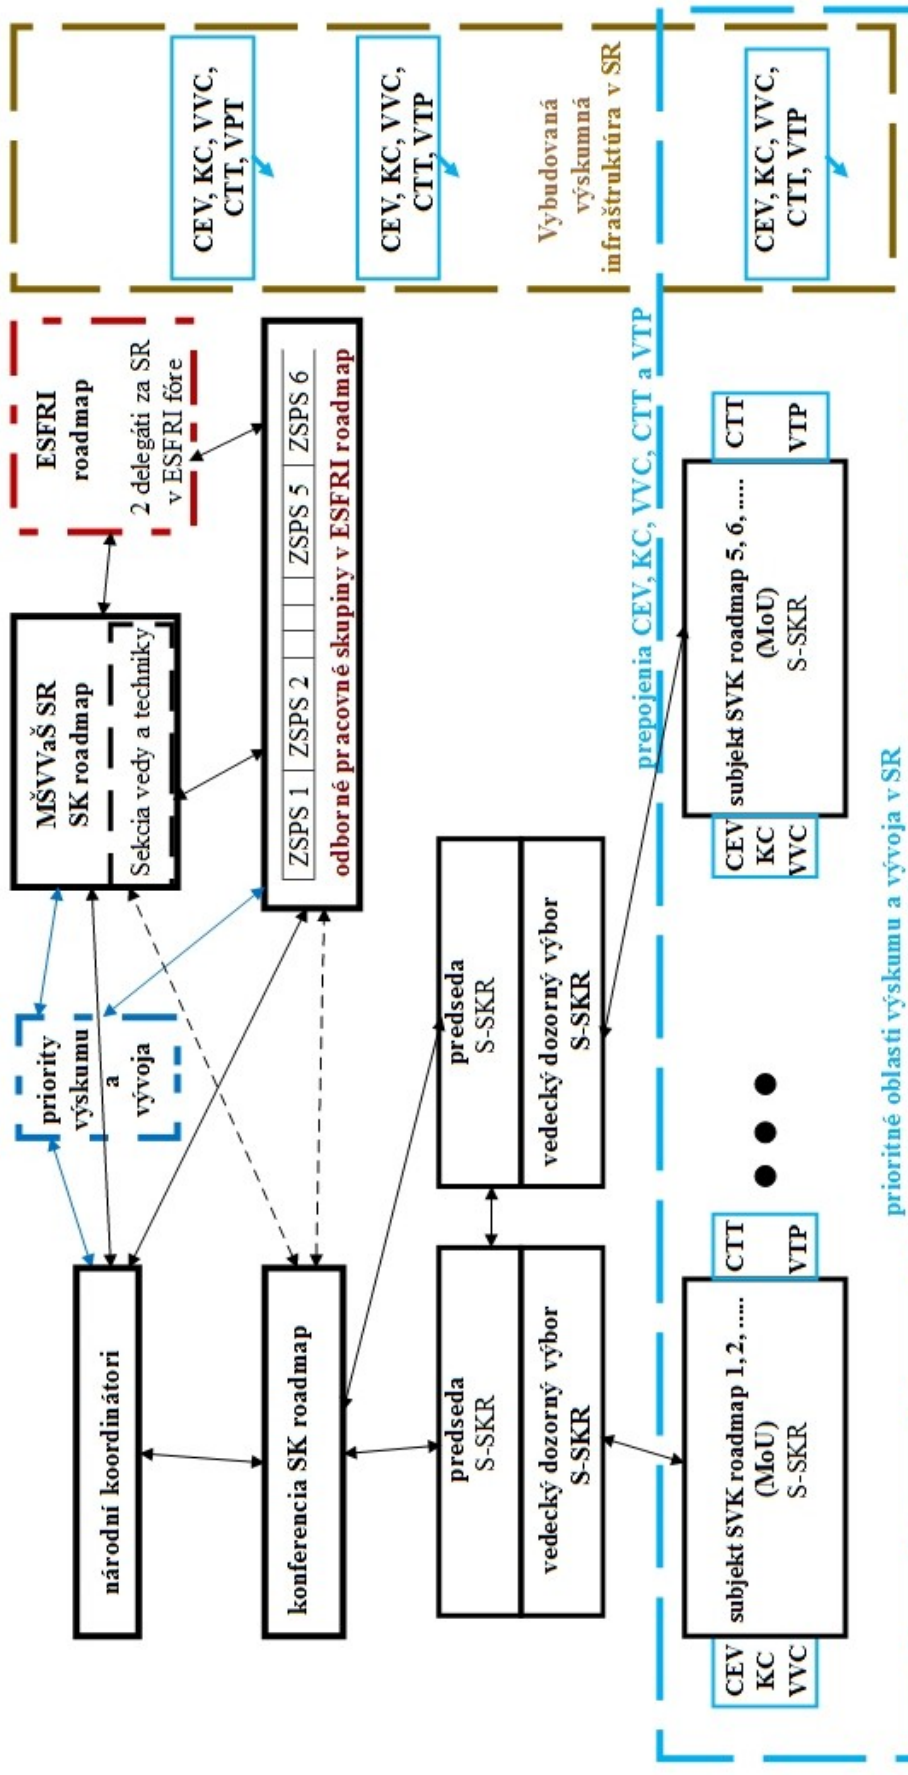 národní koordinátori
priority
výskumu
a
vývoja
MŠVVaŠ SR
SK roadmap
Sekcia vedy a techniky
ESFRI
roadmap
2 delegáti za SR
v ESFRI fóre
CEV, KC, VVC,
CTT, VPT
konferencia SK roadmap
ZSPS 1
ZSPS 2
ZSPS 5
ZSPS 6
odborné pracovné skupiny v ESFRI roadmap
CEV, KC, VVC,
CTT, VTP
predseda
S-SKR
vedecký dozorný výbor
S-SKR
predseda
S-SKR
vedecký dozorný výbor
S-SKR
Vybudovaná
výskumná
infraštruktúra v SR
prepojenia CEV, KC, VVC, CTT a VTP
CEV
KC
VVC
subjekt SVK roadmap 1, 2, .....
(MoU)
S-SKR
CTT
VTP
CEV
KC
VVC
subjekt SVK roadmap 5, 6, .....
(MoU)
S-SKR
CTT
VTP
CEV, KC, VVC,
CTT, VTP
prioritné oblasti výskumu a vývoja v SR